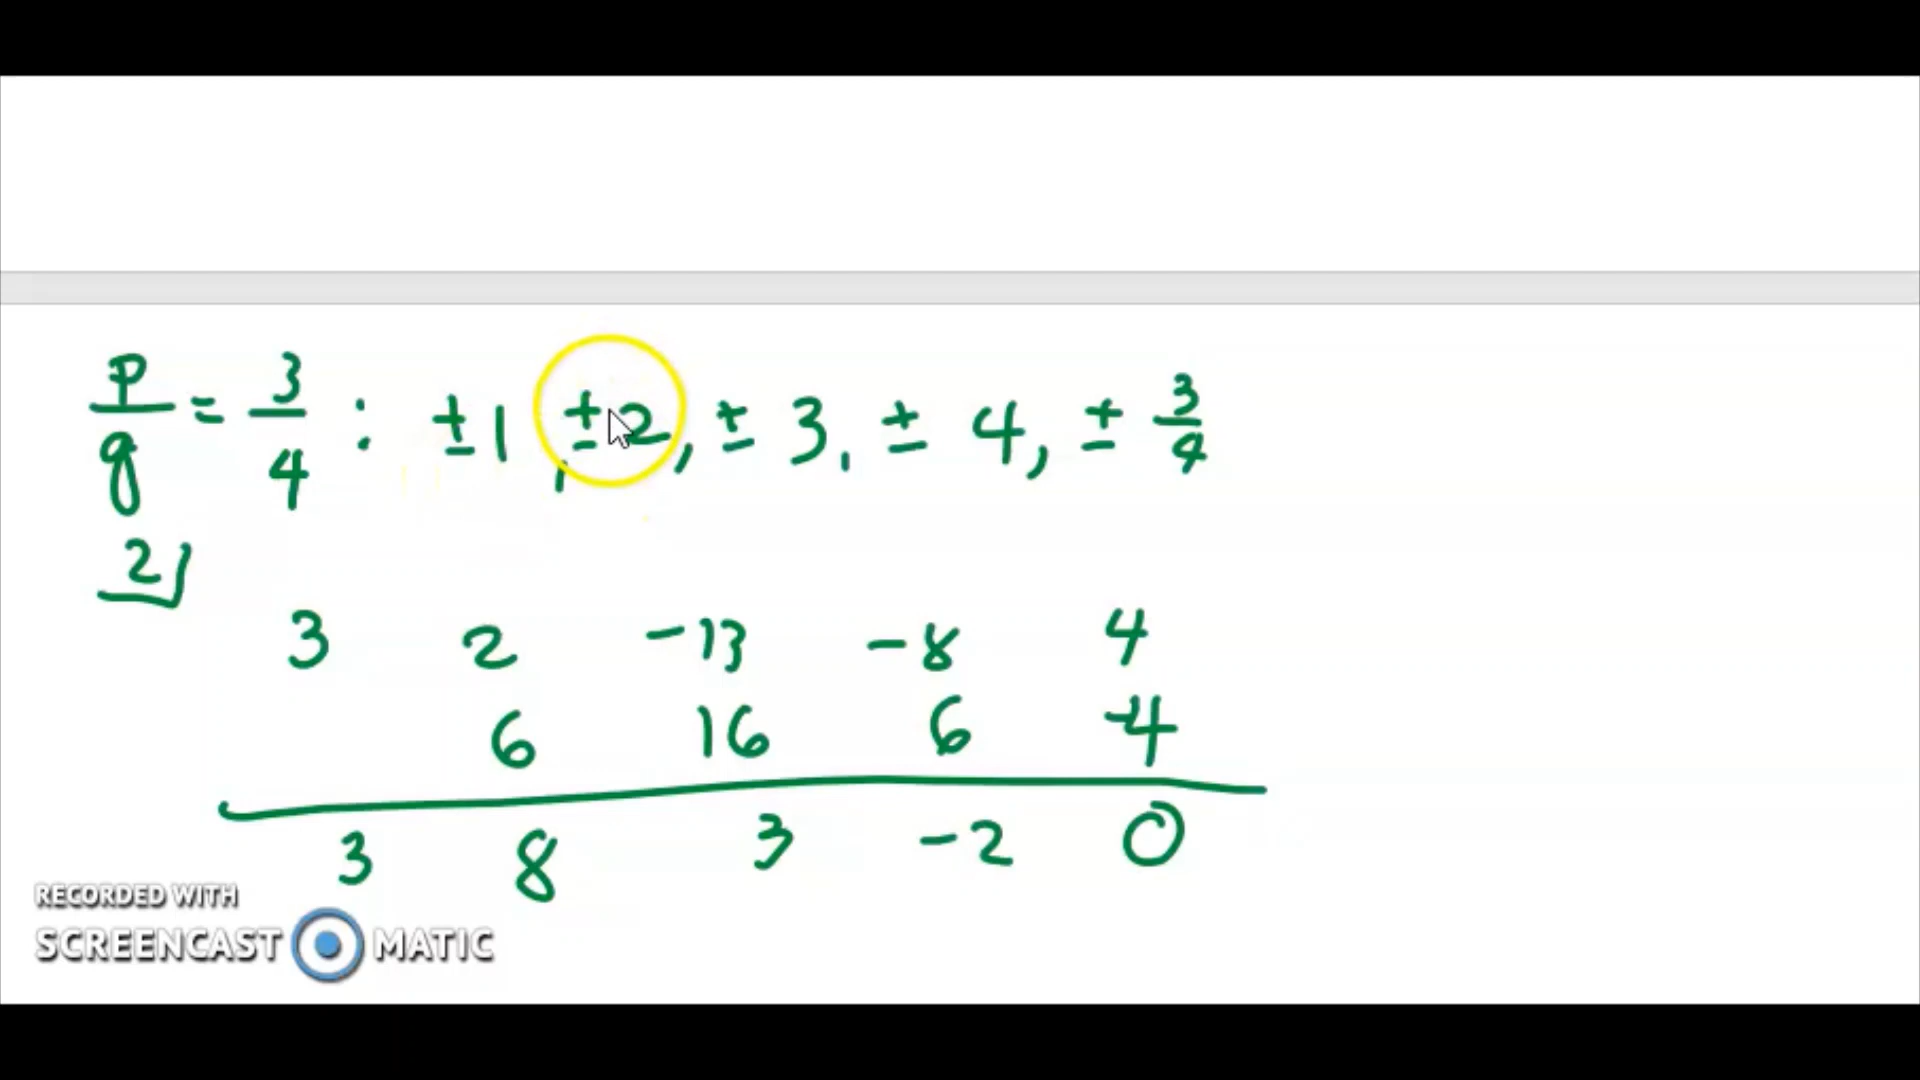 p/q = 3/4 : ±1, ±2, ±3, ±4, ±3/4
2
3 2 -13 -8 4
6 16 6 -4
3 8 3 -2 0
RECORDED WITH
SCREENCAST MATIC